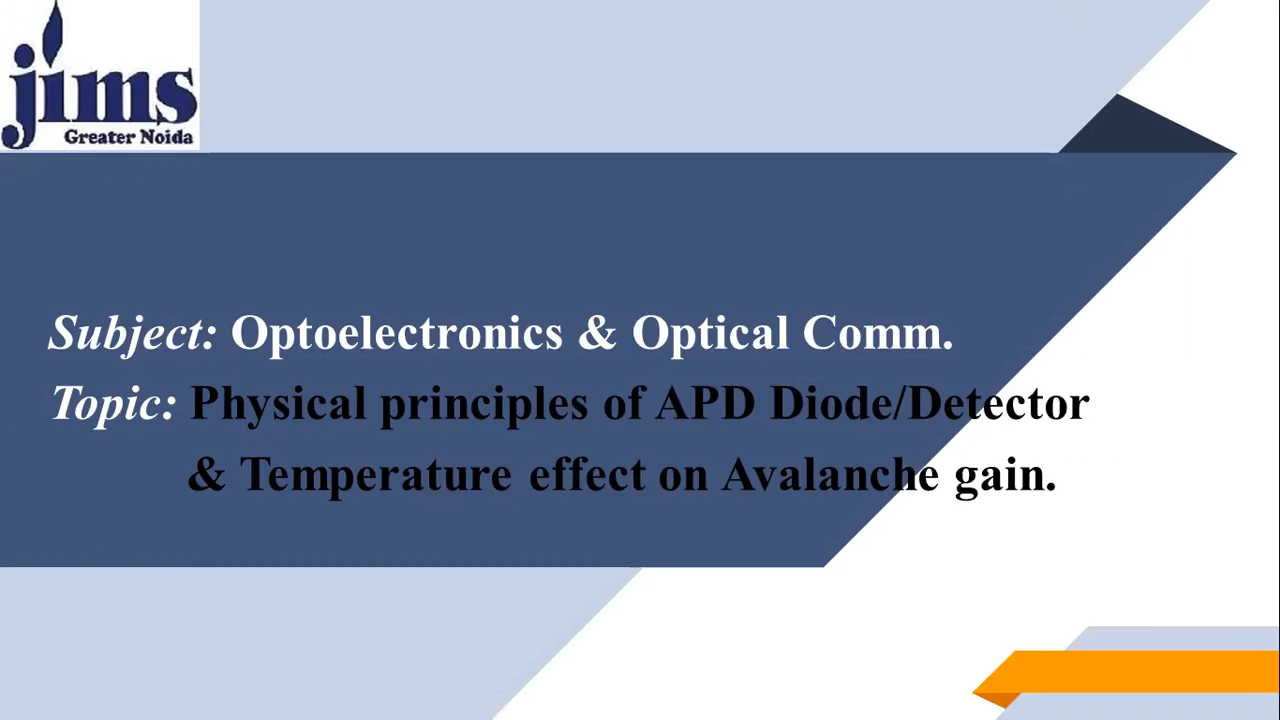 jims
Greater Noida
Subject: Optoelectronics & Optical Comm.
Topic: Physical principles of APD Diode/Detector
& Temperature effect on Avalanche gain.